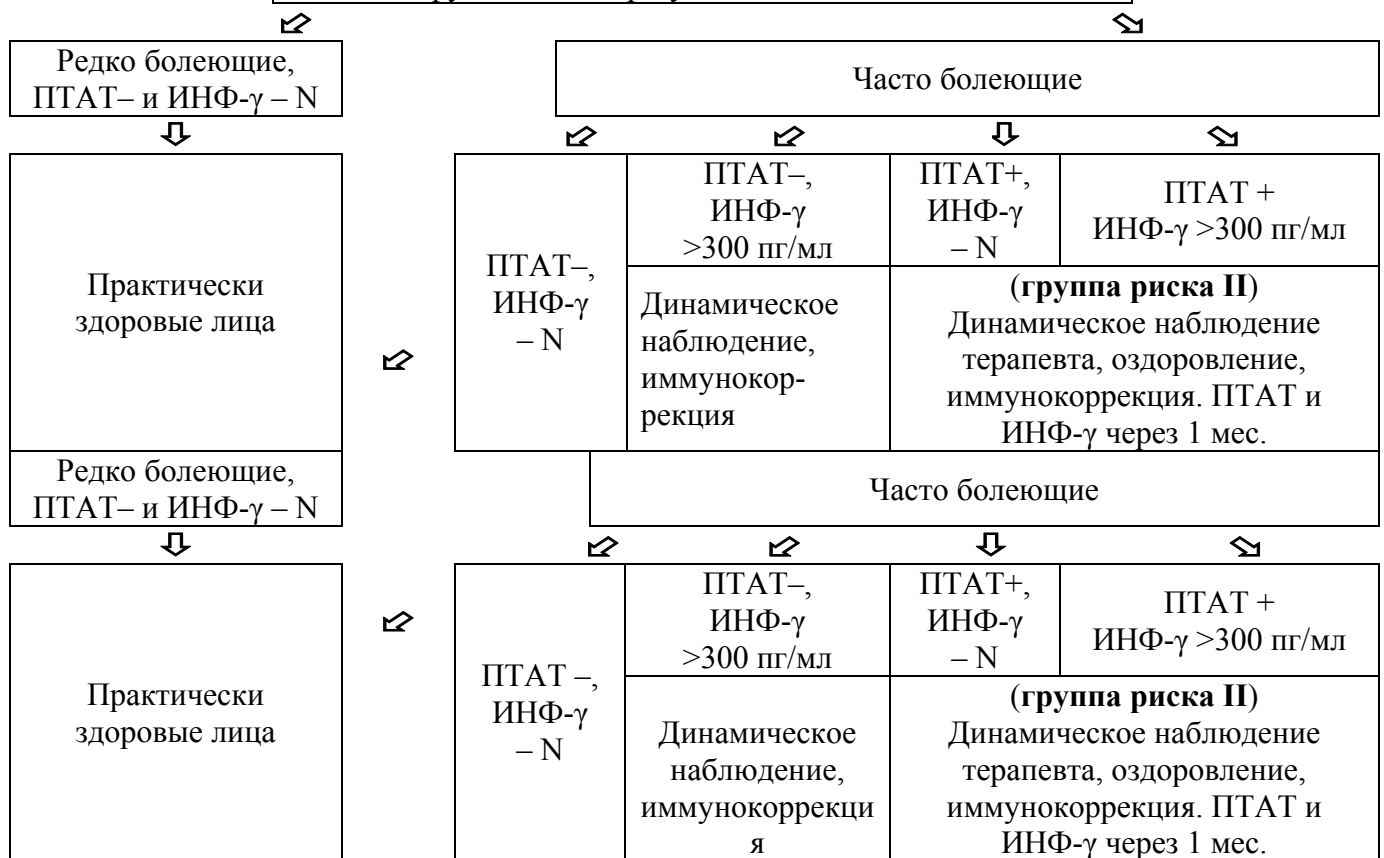 Редко болеющие,
ПТАТ– и ИНФ-γ – N
Часто болеющие
Практически
здоровые лица
ПТАТ–,
ИНФ-γ
– N
ПТАТ–,
ИНФ-γ
>300 пг/мл
ПТАТ+,
ИНФ-γ
– N
ПТАТ +
ИНФ-γ >300 пг/мл
Динамическое
наблюдение,
иммунокор-
рекция
(группа риска II)
Динамическое наблюдение
терапевта, оздоровление,
иммунокоррекция. ПТАТ и
ИНФ-γ через 1 мес.
Редко болеющие,
ПТАТ– и ИНФ-γ – N
Часто болеющие
Практически
здоровые лица
ПТАТ –,
ИНФ-γ
– N
ПТАТ–,
ИНФ-γ
>300 пг/мл
ПТАТ+,
ИНФ-γ
– N
ПТАТ +
ИНФ-γ >300 пг/мл
Динамическое
наблюдение,
иммунокоррекци
я
(группа риска II)
Динамическое наблюдение
терапевта, оздоровление,
иммунокоррекция. ПТАТ и
ИНФ-γ через 1 мес.